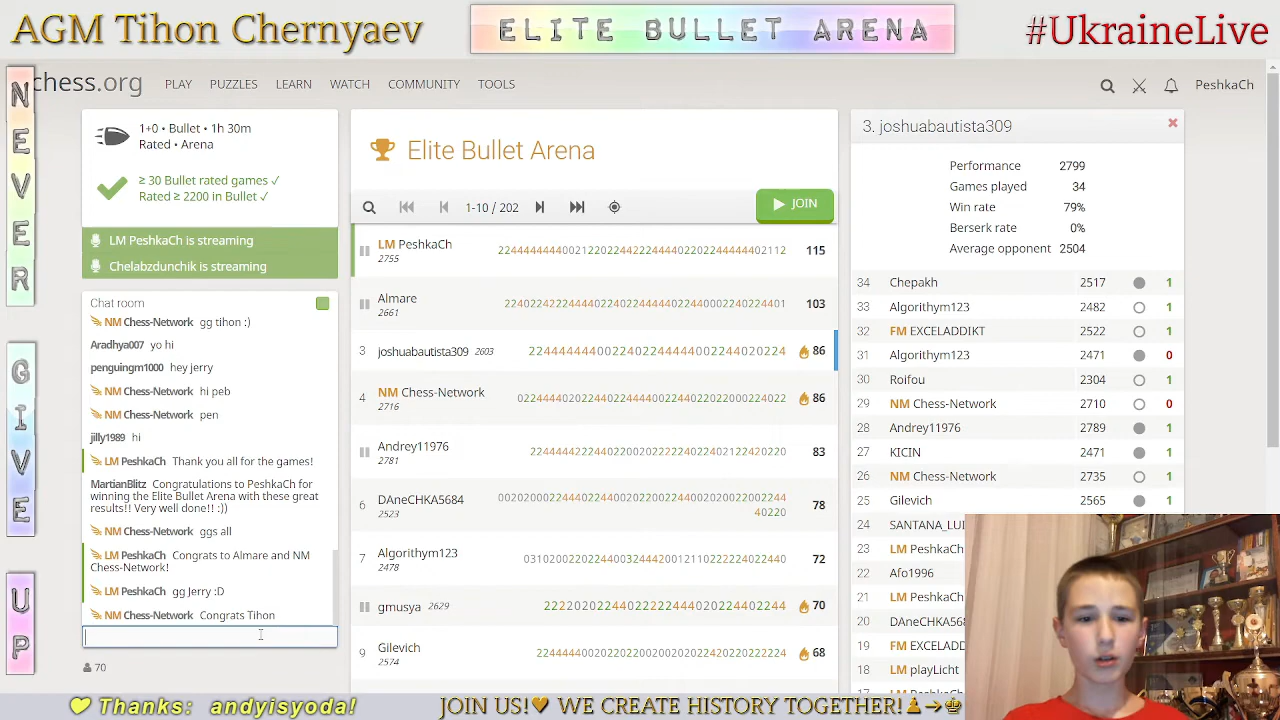 AGM Tihon Chernyaev
ELITE BULLET ARENA
#UkraineLive
NEVER
GIVE
UP
chess.org
PLAY PUZZLES LEARN WATCH COMMUNITY TOOLS
PeshkaCh
1+0 • Bullet • 1h 30m
Rated • Arena
≥ 30 Bullet rated games ✓
Rated ≥ 2200 in Bullet ✓
LM PeshkaCh is streaming
Chelabzdunchik is streaming
Chat room
NM Chess-Network gg tihon :)
Aradhya007 yo hi
penguingm1000 hey jerry
NM Chess-Network hi peb
NM Chess-Network pen
jilly1989 hi
LM PeshkaCh Thank you all for the games!
MartianBlitz Congratulations to PeshkaCh for
winning the Elite Bullet Arena with these great
results!! Very well done!! :))
NM Chess-Network ggs all
LM PeshkaCh Congrats to Almare and NM
Chess-Network!
LM PeshkaCh gg Jerry :D
NM Chess-Network Congrats Tihon
70
Elite Bullet Arena
1-10 / 202
JOIN
LM PeshkaCh 115
2755
Almare 103
2661
3 joshuabautista309 2603 86
4 NM Chess-Network 86
2716
Andrey11976 83
2781
6 DAneCHKA5684 78
2523
7 Algorithym123 72
2478
gmusya 2629 70
9 Gilevich 68
2574
3. joshuabautista309
Performance 2799
Games played 34
Win rate 79%
Berserk rate 0%
Average opponent 2504
34 Chepakh 2517 1
33 Algorithym123 2482 1
32 FM EXCELADDIKT 2522 1
31 Algorithym123 2471 0
30 Roifou 2304 1
29 NM Chess-Network 2710 0
28 Andrey11976 2789 1
27 KICIN 2471 1
26 NM Chess-Network 2735 1
25 Gilevich 2565 1
24 SANTANA_LUI
23 LM PeshkaCh
22 Afo1996
21 LM PeshkaCh
20 DAneCHKA568
19 FM EXCELADD
18 LM playLicht
17 LM PeshkaCh
Thanks: andyisyoda!
JOIN US!♥ WE CREATE HISTORY TOGETHER!♟→♚